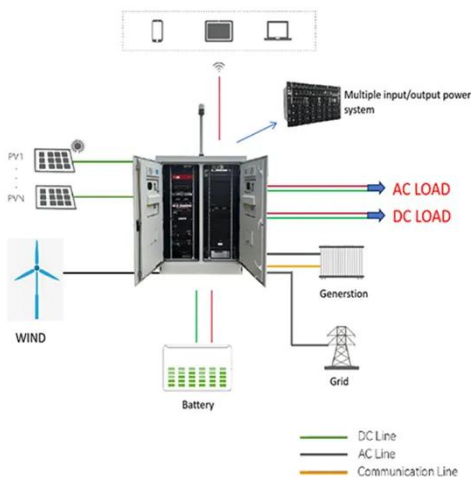 Multiple input/output power
system
PV1
PVN
AC LOAD
DC LOAD
WIND
Generstion
Grid
Battery
DC Line
AC Line
Communication Line